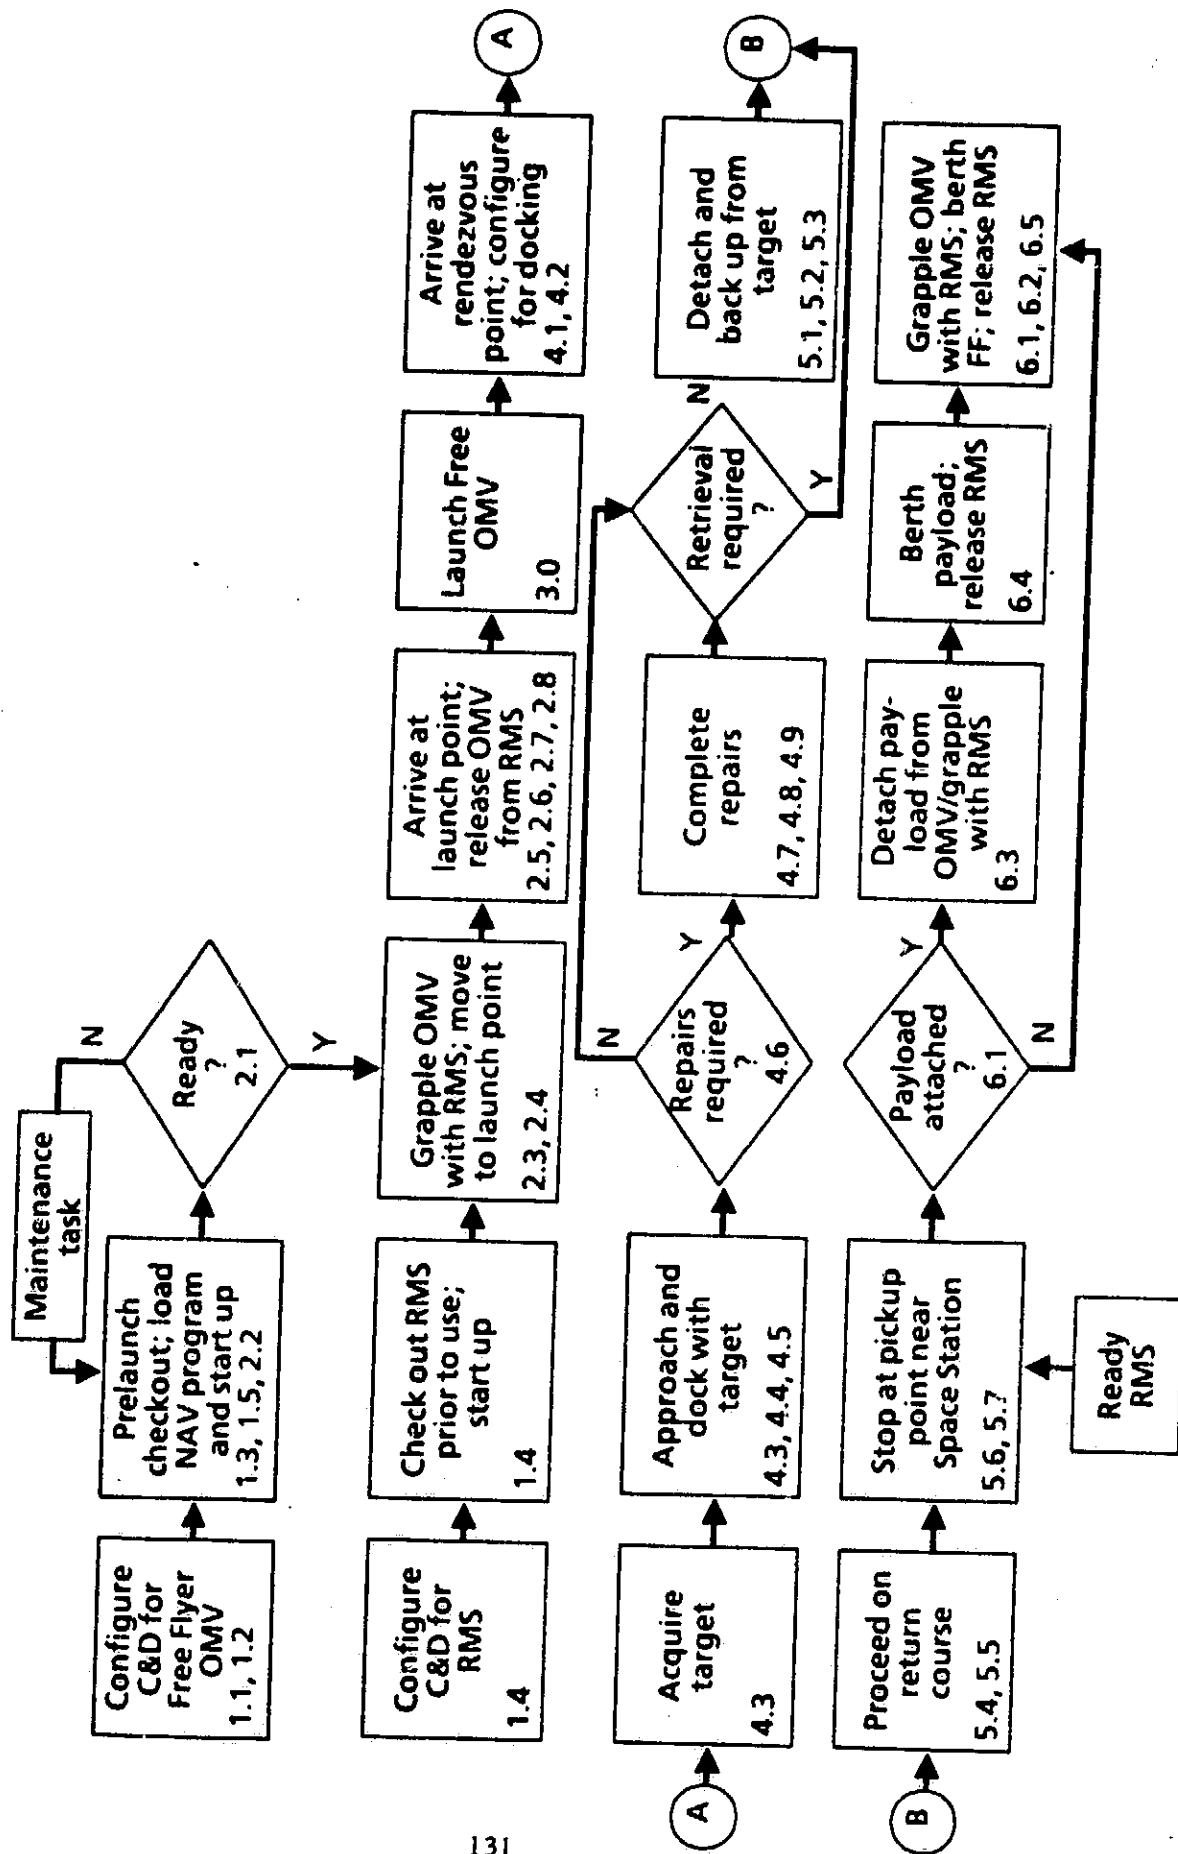 Maintenance
task
Configure
C&D for
Free Flyer
OMV
1.1, 1.2
Prelaunch
checkout; load
NAV program
and start up
1.3, 1.5, 2.2
Ready
?
2.1
N
Y
Configure
C&D for
RMS
1.4
Check out RMS
prior to use;
start up
1.4
Grapple OMV
with RMS; move
to launch point
2.3, 2.4
Arrive at
launch point;
release OMV
from RMS
2.5, 2.6, 2.7, 2.8
Launch Free
OMV
3.0
Arrive at
rendezvous
point; configure
for docking
4.1, 4.2
A
A
Acquire
target
4.3
Approach and
dock with
target
4.3, 4.4, 4.5
Repairs
required
?
4.6
N
Y
Complete
repairs
4.7, 4.8, 4.9
Retrieval
required
?
N
Y
Detach and
back up from
target
5.1, 5.2, 5.3
B
B
Proceed on
return
course
5.4, 5.5
Stop at pickup
point near
Space Station
5.6, 5.7
Payload
attached
?
6.1
Y
N
Detach pay-
load from
OMV/grapple
with RMS
6.3
Berth
payload;
release RMS
6.4
Grapple OMV
with RMS; berth
FF; release RMS
6.1, 6.2, 6.5
Ready
RMS
131